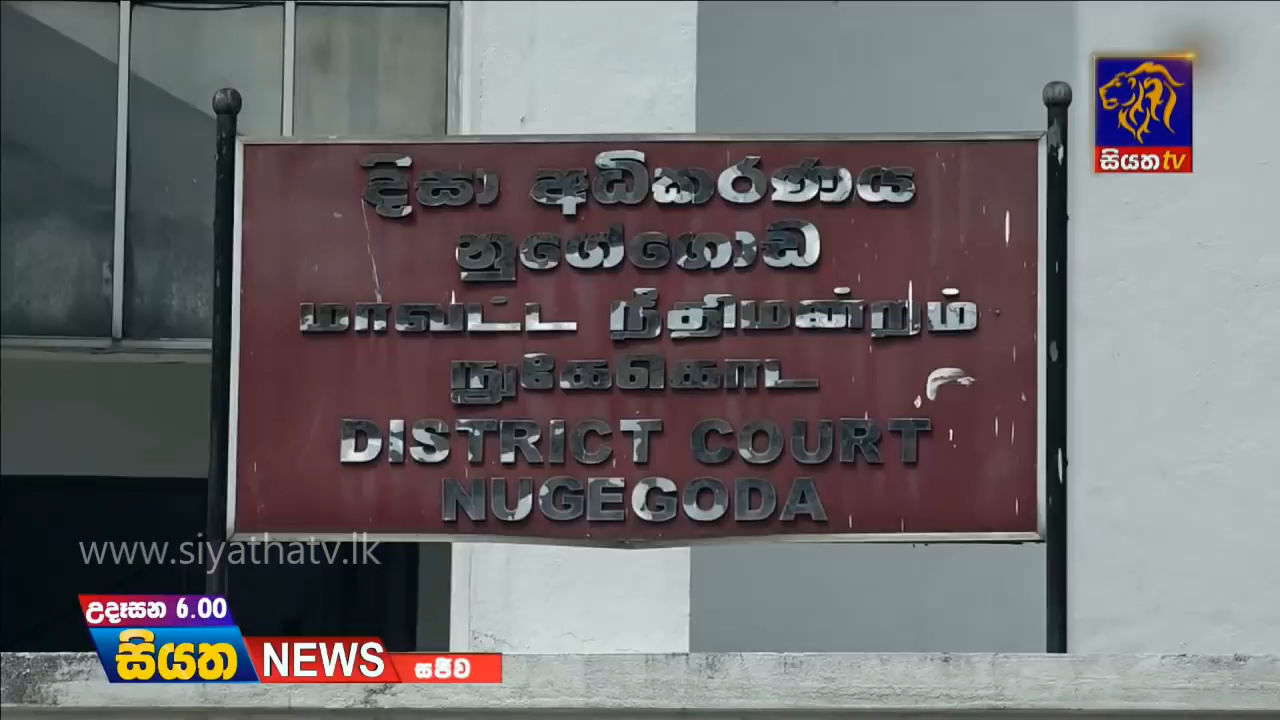 සියත tv
දිසා අධිකරණය
නුගේගොඩ
மாவட்ட நீதிமன்றம்
நுகேகொட
DISTRICT COURT
NUGEGODA
www.siyathatv.lk
උදෑසන 6.00
සියත NEWS සජීව